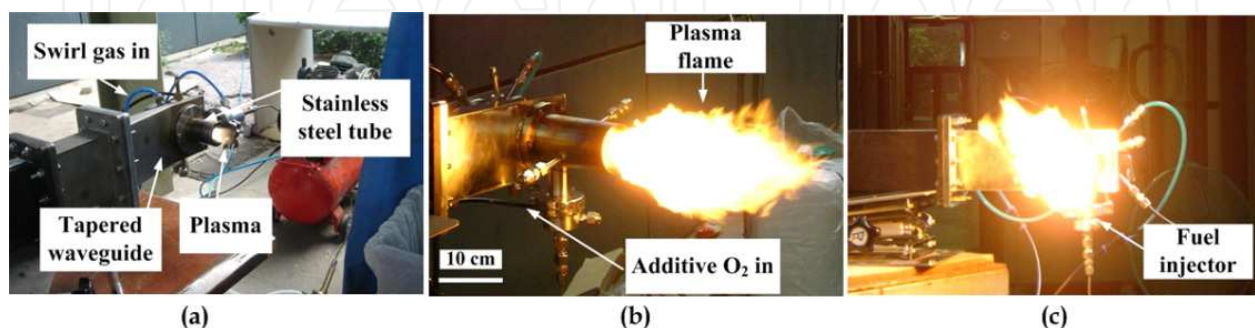 Swirl gas in
Stainless
steel tube
Tapered
waveguide
Plasma
Plasma
flame
10 cm
Additive O₂ in
Fuel
injector
(a)
(b)
(c)